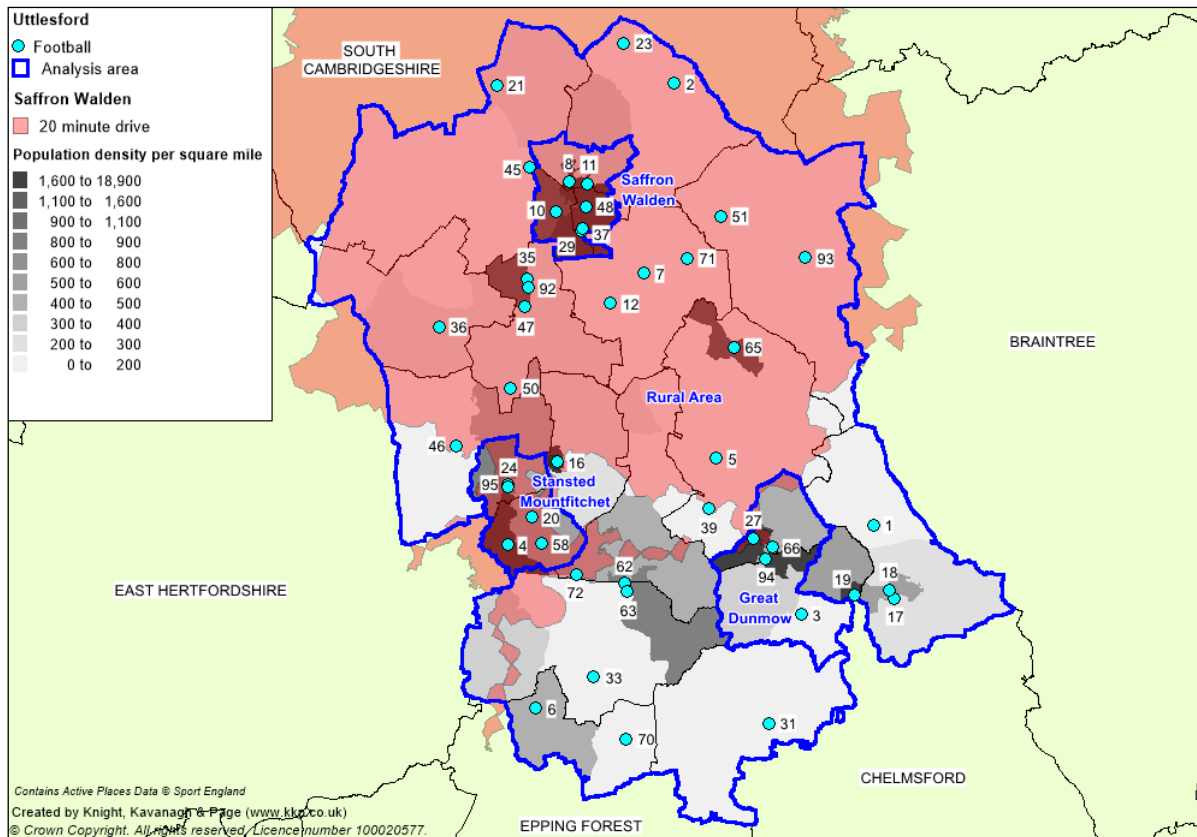 Uttlesford
Football
Analysis area
Saffron Walden
20 minute drive
Population density per square mile
1,600 to 18,900
1,100 to 1,600
900 to 1,100
800 to 900
600 to 800
500 to 600
400 to 500
300 to 400
200 to 300
0 to 200
SOUTH
CAMBRIDGESHIRE
23
2
21
45
8
11
Saffron
Walden
10
48
51
37
29
35
71
93
7
92
12
47
36
65
BRAINTREE
50
Rural Area
46
24
16
5
95
Stansted
Mountfitchet
20
39
27
1
4
58
66
94
62
18
19
EAST HERTFORDSHIRE
72
63
Great
Dunmow
3
17
33
6
31
70
CHELMSFORD
EPPING FOREST
Contains Active Places Data © Sport England
Created by Knight, Kavanagh & Page (www.kkp.co.uk)
© Crown Copyright. All rights reserved. Licence number 100020577.